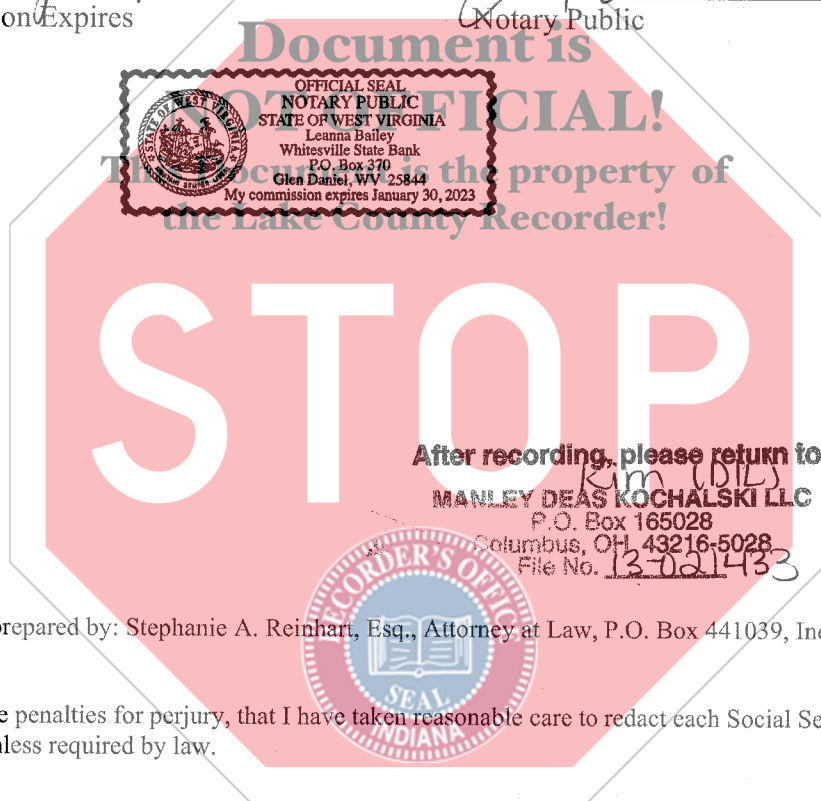 on Expires
Notary Public
Document is
NOT OFFICIAL!
This Document is the property of
the Lake County Recorder!
OFFICIAL SEAL
NOTARY PUBLIC
STATE OF WEST VIRGINIA
Leanna Bailey
Whitesville State Bank
P.O. Box 370
Glen Daniel, WV 25844
My commission expires January 30, 2023
STATE OF WEST VIRGINIA
STOP
After recording, please return to
Kim (DIL)
MANLEY DEAS KOCHALSKI LLC
P.O. Box 165028
Columbus, OH 43216-5028
File No. 13-021433
RECORDER'S OFFICE
SEAL
INDIANA
prepared by: Stephanie A. Reinhart, Esq., Attorney at Law, P.O. Box 441039, Ind
e penalties for perjury, that I have taken reasonable care to redact each Social Se
nless required by law.